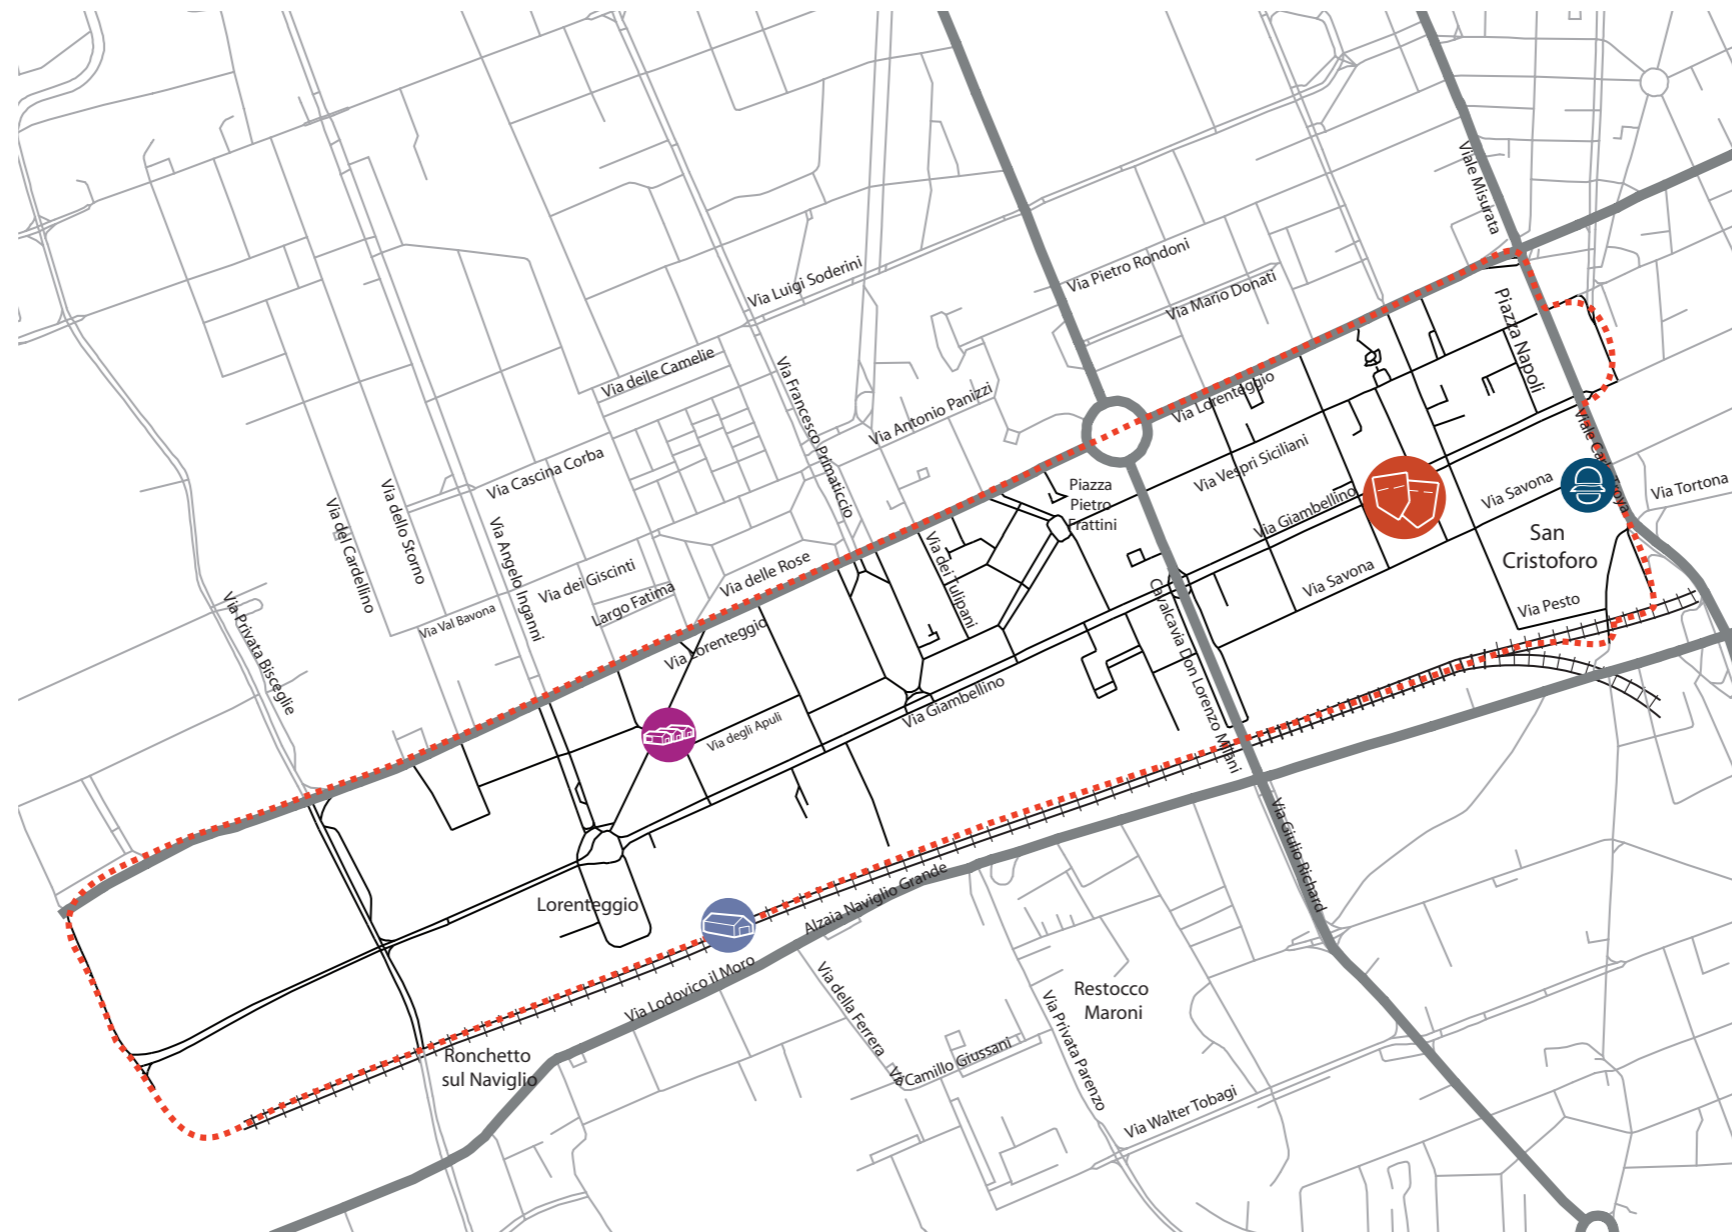 Viale Misurata
Via Pietro Rondoni
Via Luigi Soderini
Via Mario Donati
Piazza Napoli
Via deile Camelie
Via Francesco Primaticcio
Via Antonio Panizzi
Via Lorenteggio
Via Vespri Siciliani
Via Cascina Corba
Via del Cardellino
Via dello Storno
Piazza
Pietro
Frattini
Via Giambellino
Via Savona
Via Tortona
San
Cristoforo
Via Angelo Inganni
Via dei Giscinti
Via delle Rose
Via dei Tulipani
Largo Fatima
Via Val Bavona
Via Savona
Via Pesto
Via Privata Bisceglie
Via Lorenteggio
Cavalcavia Don Lorenzo Milani
Via Giambellino
Via degli Apuli
Via Giulio Richard
Lorenteggio
Alzaia Naviglio Grande
Via Lodovico il Moro
Via della Ferrera
Restocco
Maroni
Via Privata Parenzo
Ronchetto
sul Naviglio
Camillo Giussani
Via Walter Tobagi